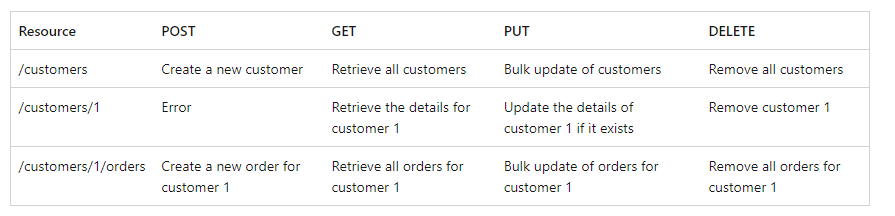 Resource POST GET PUT DELETE
/customers Create a new customer Retrieve all customers Bulk update of customers Remove all customers
/customers/1 Error Retrieve the details for Update the details of Remove customer 1
customer 1 customer 1 if it exists
/customers/1/orders Create a new order for Retrieve all orders for Bulk update of orders for Remove all orders for
customer 1 customer 1 customer 1 customer 1